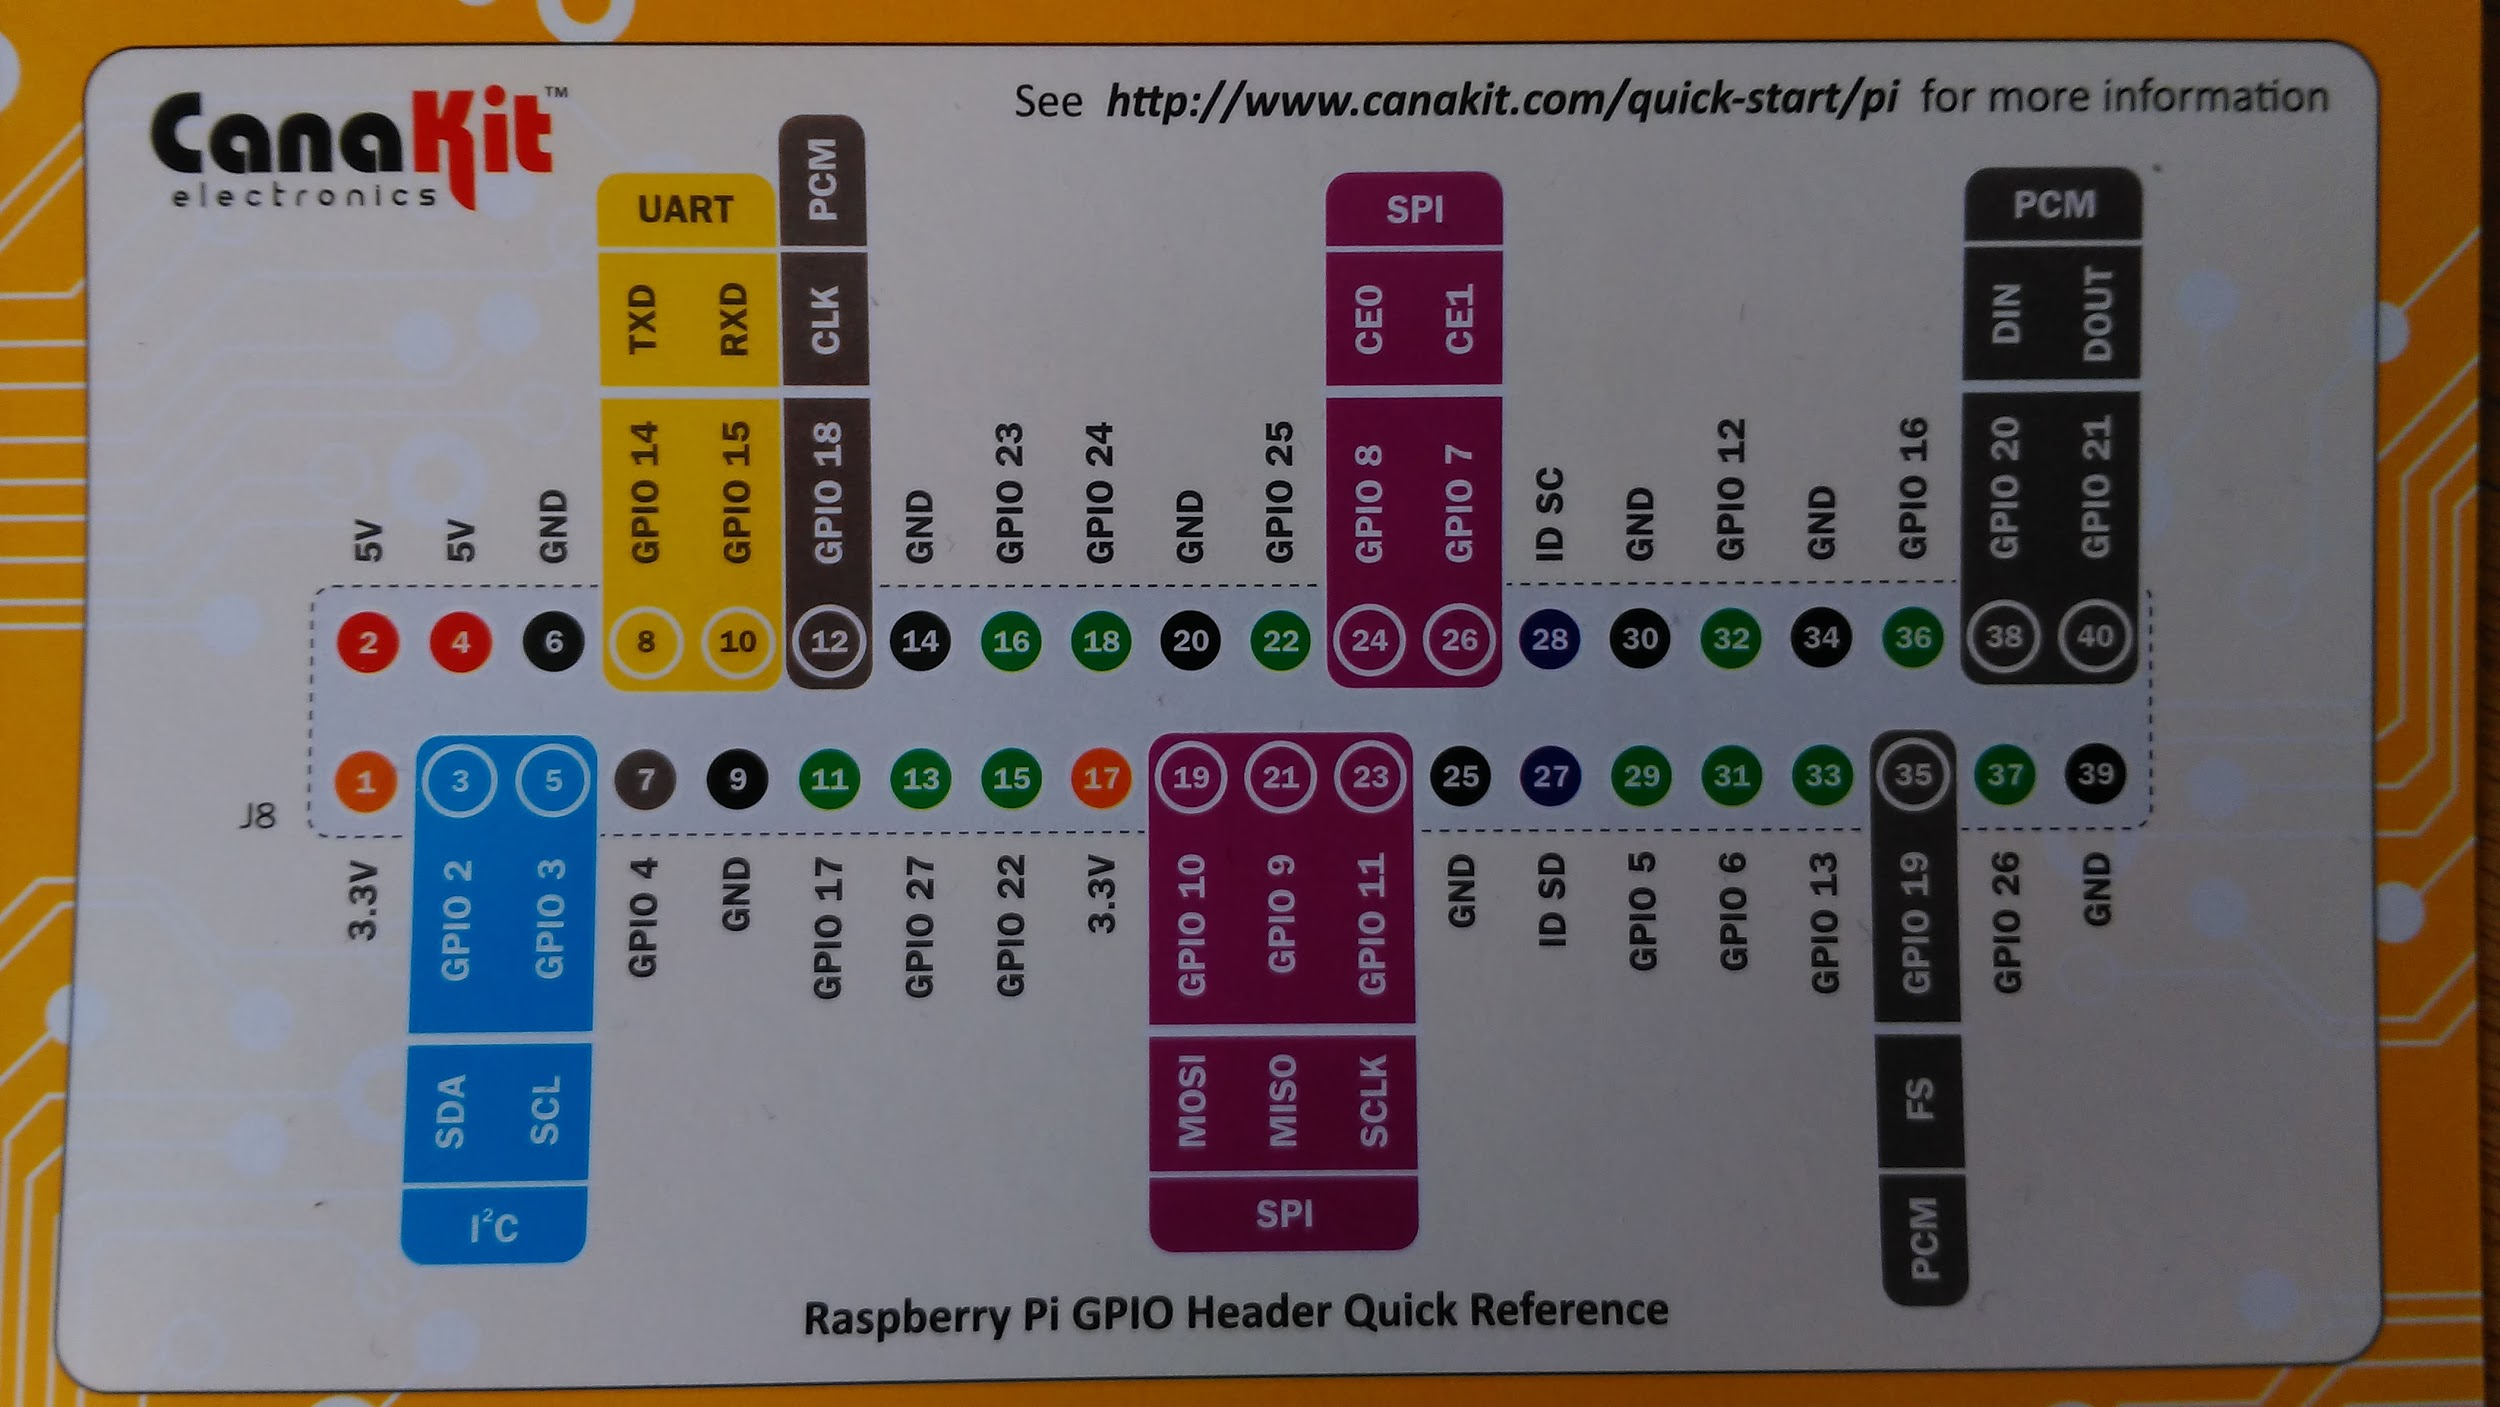 CanaKit™
electronics
See http://www.canakit.com/quick-start/pi for more information
UART
PCM
SPI
PCM
TXD
RXD
CLK
CE0
CE1
DIN
DOUT
5V
5V
GND
GPIO 14
GPIO 15
GPIO 18
GND
GPIO 23
GPIO 24
GND
GPIO 25
GPIO 8
GPIO 7
ID SC
GND
GPIO 12
GND
GPIO 16
GPIO 20
GPIO 21
2 4 6 8 10 12 14 16 18 20 22 24 26 28 30 32 34 36 38 40
1 3 5 7 9 11 13 15 17 19 21 23 25 27 29 31 33 35 37 39
J8
3.3V
GPIO 2
GPIO 3
GPIO 4
GND
GPIO 17
GPIO 27
GPIO 22
3.3V
GPIO 10
GPIO 9
GPIO 11
GND
ID SD
GPIO 5
GPIO 6
GPIO 13
GPIO 19
GPIO 26
GND
SDA
SCL
MOSI
MISO
SCLK
FS
I²C
SPI
PCM
Raspberry Pi GPIO Header Quick Reference